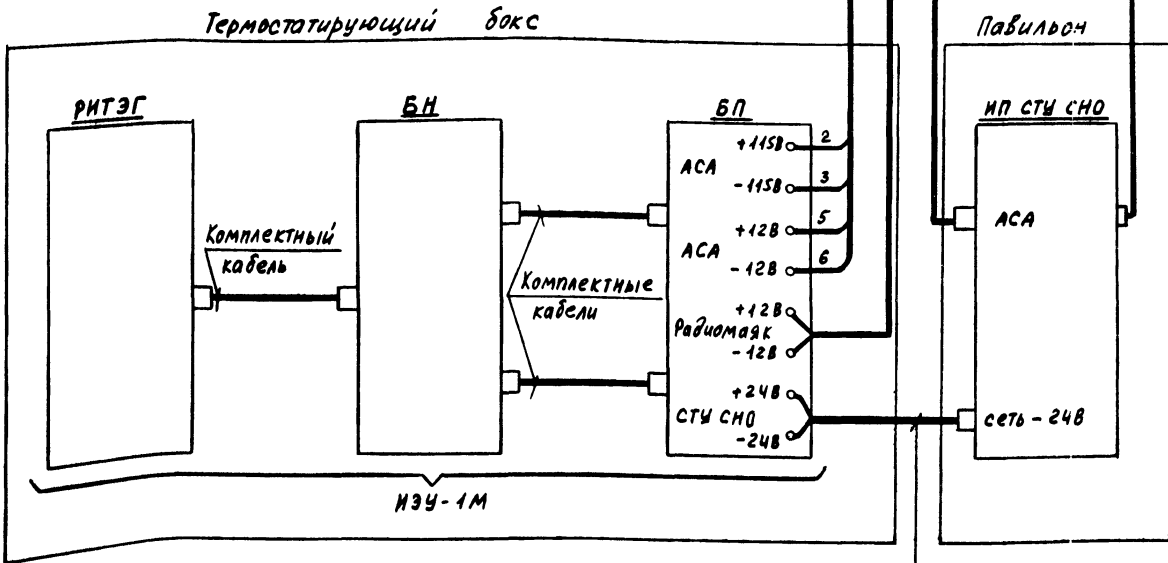 Термостатирующий бокс
Павильон
РИТЭГ
БН
БП
ИП СТУ СНО
+115В 2
АСА
-115В 3
+12В 5
АСА
-12В 6
АСА
Комплектный
кабель
Комплектные
кабели
+12В
Радиомаяк
-12В
+24В
СТУ СНО
-24В
сеть - 24В
ИЭУ-1М